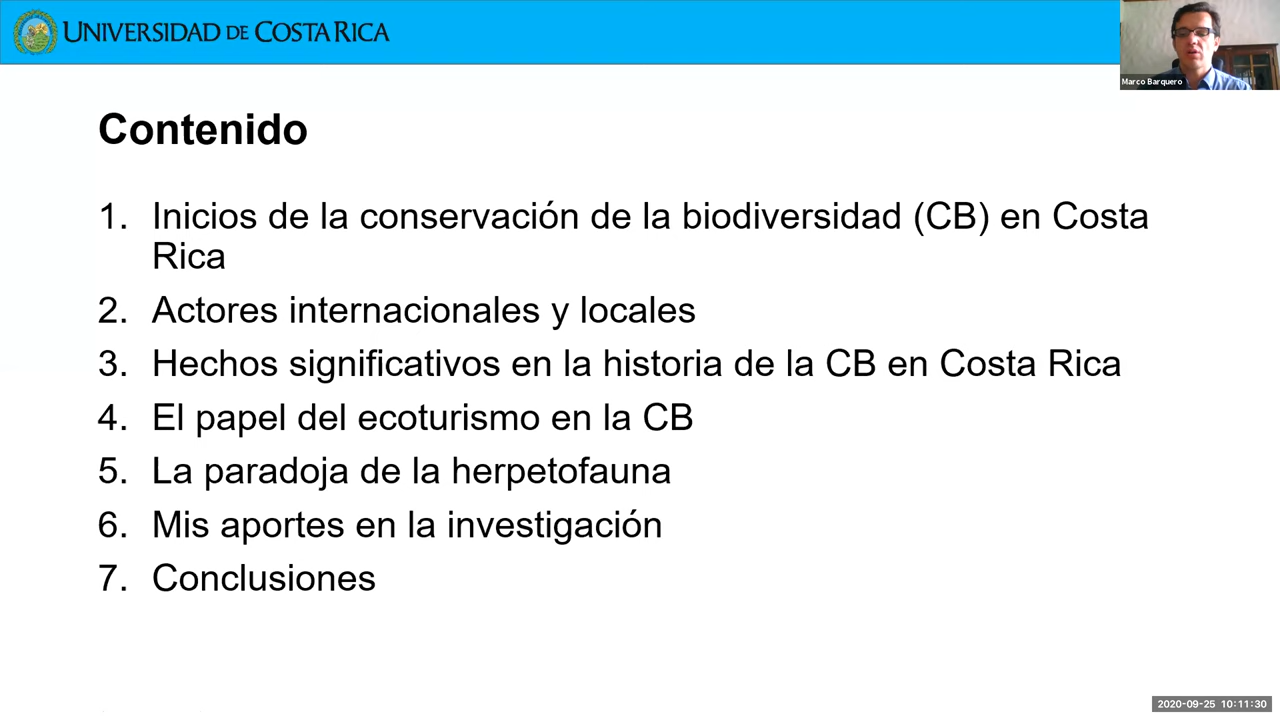 UNIVERSIDAD DE COSTA RICA
Marco Barquero
Contenido
1. Inicios de la conservación de la biodiversidad (CB) en Costa
Rica
2. Actores internacionales y locales
3. Hechos significativos en la historia de la CB en Costa Rica
4. El papel del ecoturismo en la CB
5. La paradoja de la herpetofauna
6. Mis aportes en la investigación
7. Conclusiones
2020-09-25 10:11:30